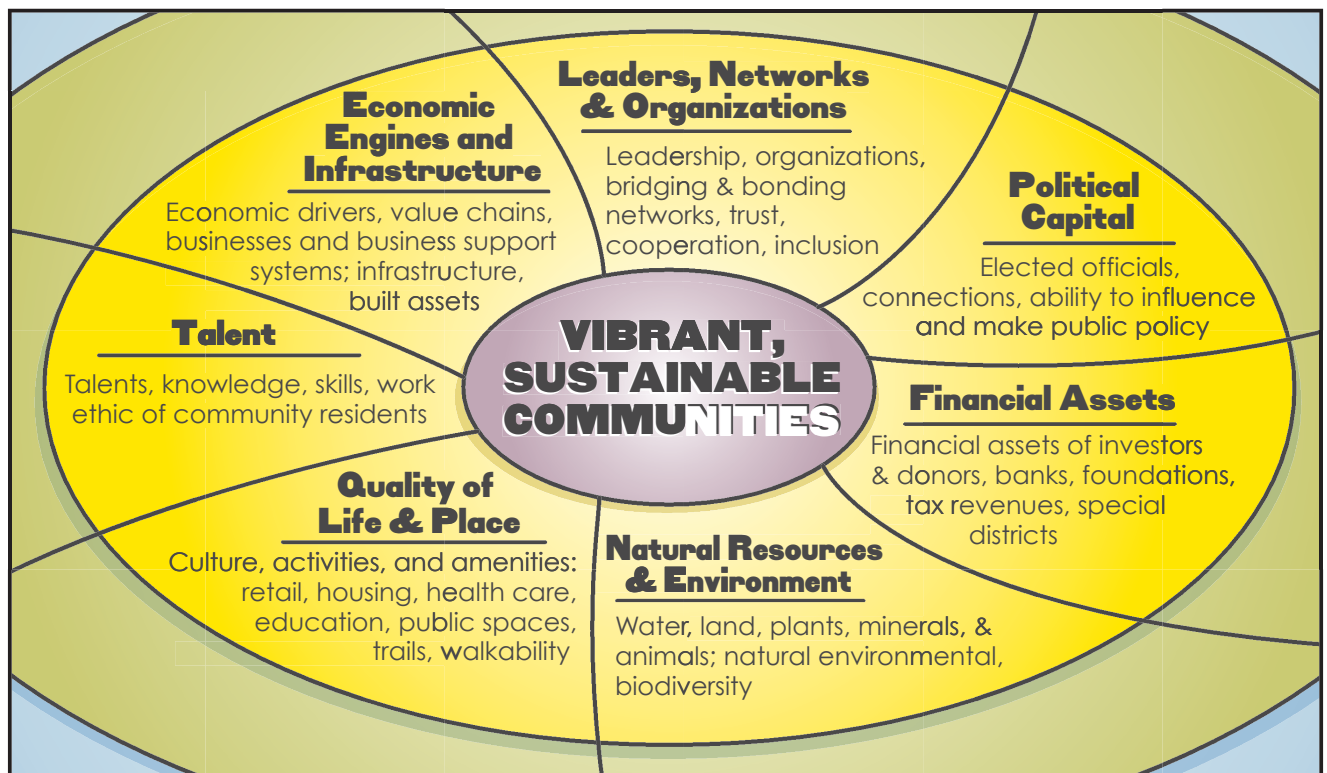 Leaders, Networks
& Organizations
Leadership, organizations,
bridging & bonding
networks, trust,
cooperation, inclusion
Economic
Engines and
Infrastructure
Economic drivers, value chains,
businesses and business support
systems; infrastructure,
built assets
Political
Capital
Elected officials,
connections, ability to influence
and make public policy
Talent
Talents, knowledge, skills, work
ethic of community residents
VIBRANT,
SUSTAINABLE
COMMUNITIES
Financial Assets
Financial assets of investors
& donors, banks, foundations,
tax revenues, special
districts
Quality of
Life & Place
Culture, activities, and amenities:
retail, housing, health care,
education, public spaces,
trails, walkability
Natural Resources
& Environment
Water, land, plants, minerals, &
animals; natural environmental,
biodiversity